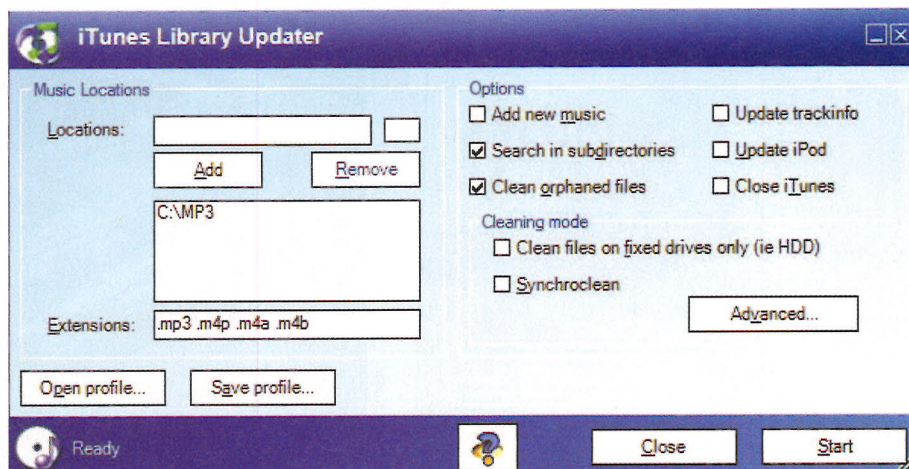 iTunes Library Updater
Music Locations
Locations:
Add
Remove
C:\MP3
Extensions:
.mp3 .m4p .m4a .m4b
Open profile...
Save profile...
Options
Add new music
Update trackinfo
Search in subdirectories
Update iPod
Clean orphaned files
Close iTunes
Cleaning mode
Clean files on fixed drives only (ie HDD)
Synchroclean
Advanced...
Ready
?
Close
Start